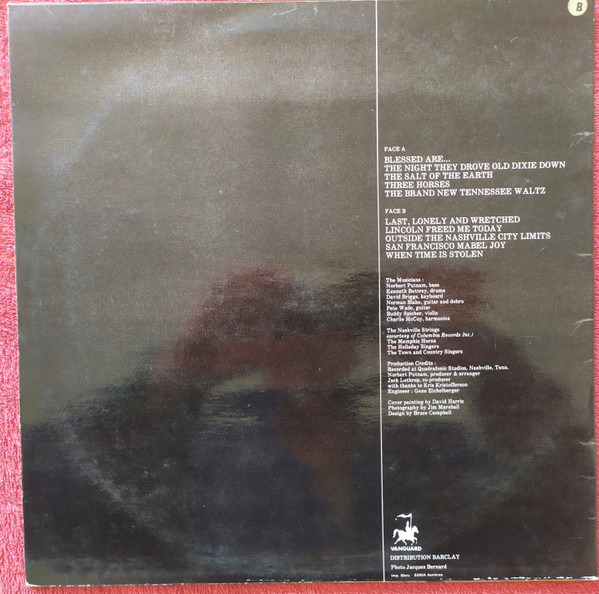 B
FACE A
BLESSED ARE...
THE NIGHT THEY DROVE OLD DIXIE DOWN
THE SALT OF THE EARTH
THREE HORSES
THE BRAND NEW TENNESSEE WALTZ
FACE B
LAST, LONELY AND WRETCHED
LINCOLN FREED ME TODAY
OUTSIDE THE NASHVILLE CITY LIMITS
SAN FRANCISCO MABEL JOY
WHEN TIME IS STOLEN
The Musicians :
Norbert Putnam, bass
Kenneth Buttrey, drums
David Briggs, keyboard
Norman Blake, guitar and dobro
Pete Wade, guitar
Buddy Spicher, violin
Charlie McCoy, harmonica
The Nashville Strings
(courtesy of Columbia Records Inc.)
The Memphis Horns
The Holladay Singers
The Town and Country Singers
Production Credits :
Recorded at Quadrafonic Studios, Nashville, Tenn.
Norbert Putnam, producer & arranger
Jack Lothrop, co-producer
with thanks to Kris Kristofferson
Engineer : Gene Eichelberger
Cover painting by David Harris
Photography by Jim Marshall
Design by Bruce Campbell
VANGUARD
DISTRIBUTION BARCLAY
Photo Jacques Bernard
Imp. Glory Asnières